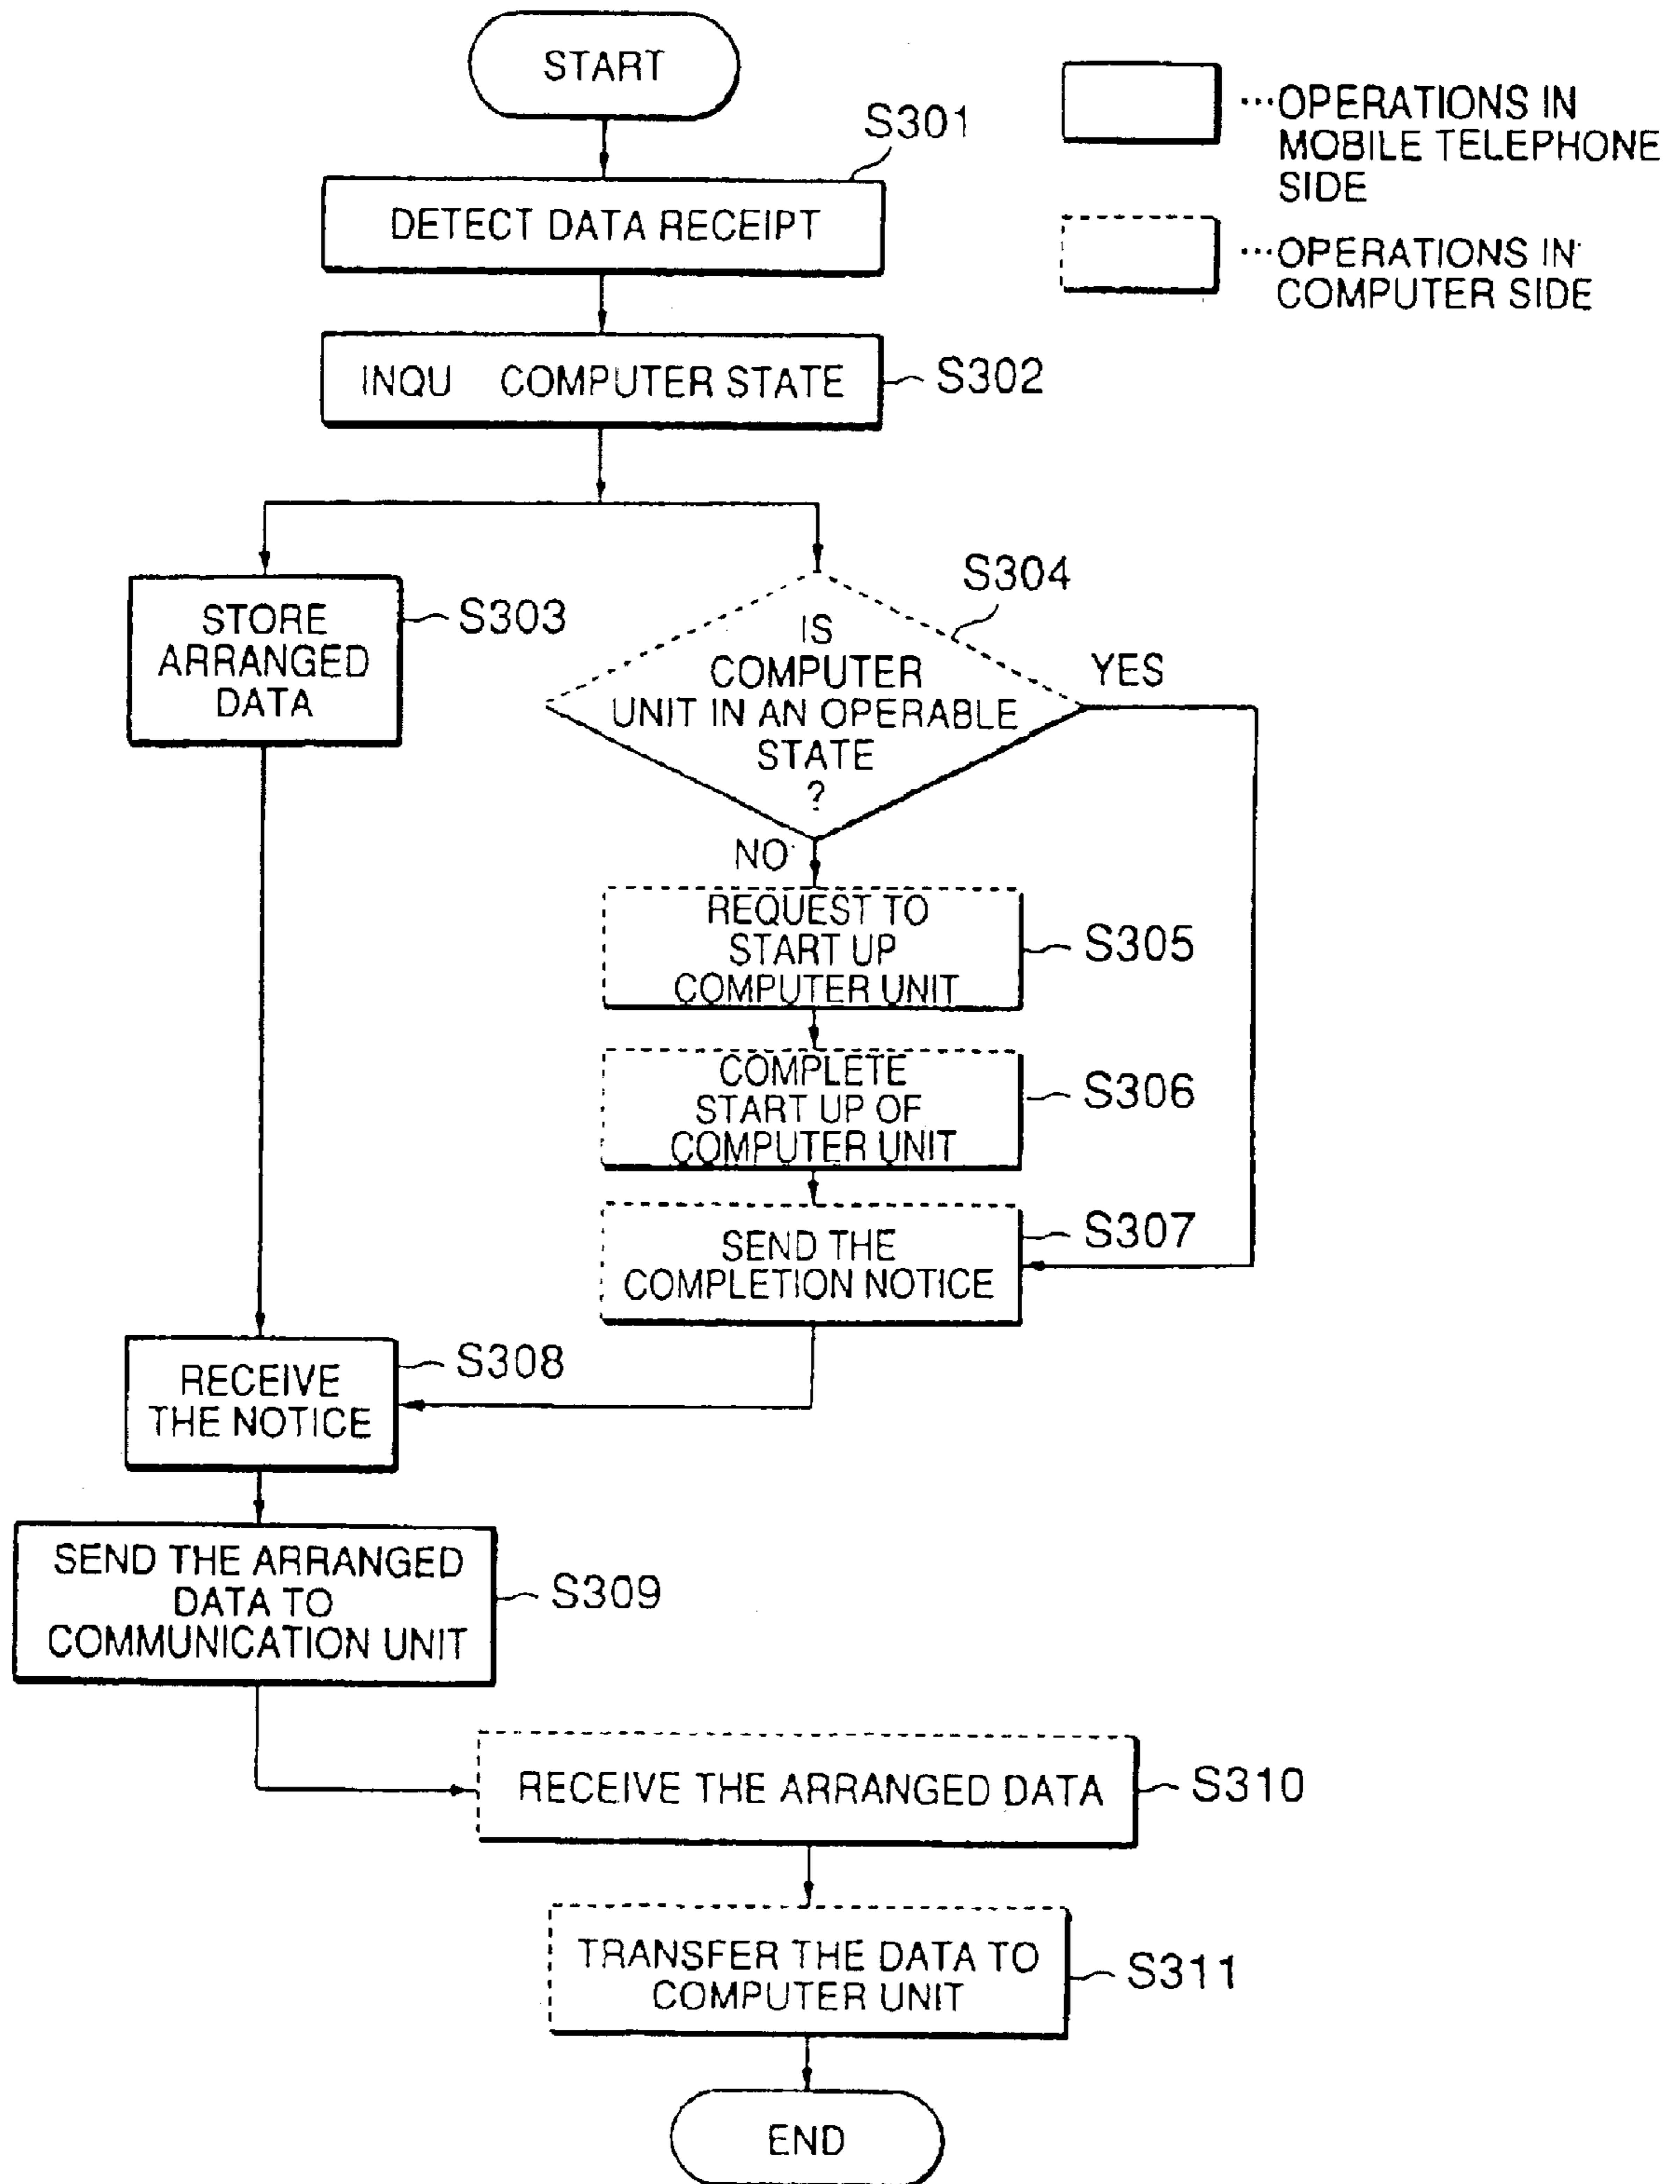 START
S301
DETECT DATA RECEIPT
···OPERATIONS IN
MOBILE TELEPHONE
SIDE
···OPERATIONS IN
COMPUTER SIDE
INQU COMPUTER STATE
S302
STORE
ARRANGED
DATA
S303
S304
IS
COMPUTER
UNIT IN AN OPERABLE
STATE
?
YES
NO
REQUEST TO
START UP
COMPUTER UNIT
S305
COMPLETE
START UP OF
COMPUTER UNIT
S306
SEND THE
COMPLETION NOTICE
S307
RECEIVE
THE NOTICE
S308
SEND THE ARRANGED
DATA TO
COMMUNICATION UNIT
S309
RECEIVE THE ARRANGED DATA
S310
TRANSFER THE DATA TO
COMPUTER UNIT
S311
END